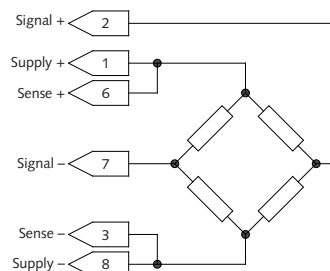 Signal + 2
Supply + 1
Sense + 6
Signal – 7
Sense – 3
Supply – 8